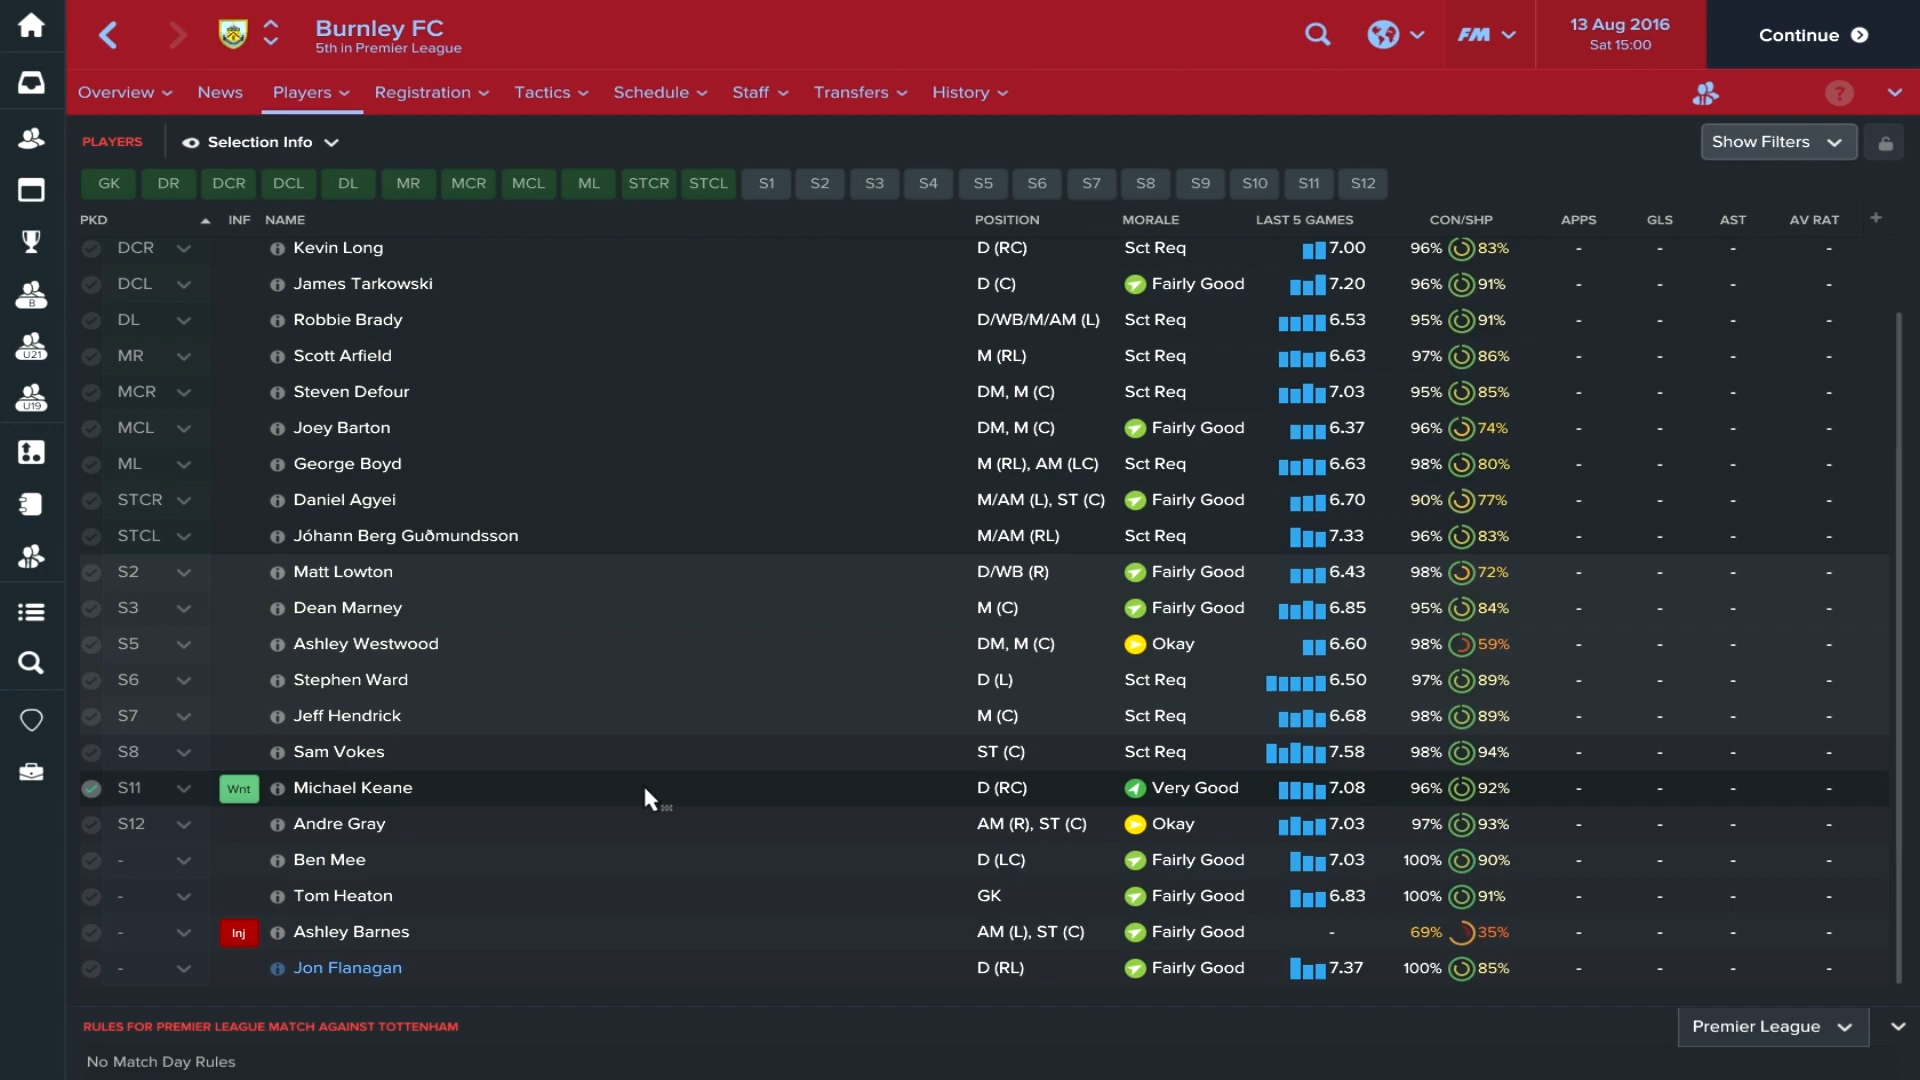 Burnley FC
5th in Premier League
FM
13 Aug 2016
Sat 15:00
Continue
Overview News Players Registration Tactics Schedule Staff Transfers History ?
PLAYERS Selection Info Show Filters
GK DR DCR DCL DL MR MCR MCL ML STCR STCL S1 S2 S3 S4 S5 S6 S7 S8 S9 S10 S11 S12
PKD INF NAME POSITION MORALE LAST 5 GAMES CON/SHP APPS GLS AST AV RAT +
DCR Kevin Long D (RC) Sct Req 7.00 96% 83% - - - -
DCL James Tarkowski D (C) Fairly Good 7.20 96% 91% - - - -
DL Robbie Brady D/WB/M/AM (L) Sct Req 6.53 95% 91% - - - -
MR Scott Arfield M (RL) Sct Req 6.63 97% 86% - - - -
MCR Steven Defour DM, M (C) Sct Req 7.03 95% 85% - - - -
MCL Joey Barton DM, M (C) Fairly Good 6.37 96% 74% - - - -
ML George Boyd M (RL), AM (LC) Sct Req 6.63 98% 80% - - - -
STCR Daniel Agyei M/AM (L), ST (C) Fairly Good 6.70 90% 77% - - - -
STCL Jóhann Berg Guðmundsson M/AM (RL) Sct Req 7.33 96% 83% - - - -
S2 Matt Lowton D/WB (R) Fairly Good 6.43 98% 72% - - - -
S3 Dean Marney M (C) Fairly Good 6.85 95% 84% - - - -
S5 Ashley Westwood DM, M (C) Okay 6.60 98% 59% - - - -
S6 Stephen Ward D (L) Sct Req 6.50 97% 89% - - - -
S7 Jeff Hendrick M (C) Sct Req 6.68 98% 89% - - - -
S8 Sam Vokes ST (C) Sct Req 7.58 98% 94% - - - -
S11 Wnt Michael Keane D (RC) Very Good 7.08 96% 92% - - - -
S12 Andre Gray AM (R), ST (C) Okay 7.03 97% 93% - - - -
- Ben Mee D (LC) Fairly Good 7.03 100% 90% - - - -
- Tom Heaton GK Fairly Good 6.83 100% 91% - - - -
- Inj Ashley Barnes AM (L), ST (C) Fairly Good - 69% 35% - - - -
- Jon Flanagan D (RL) Fairly Good 7.37 100% 85% - - - -
RULES FOR PREMIER LEAGUE MATCH AGAINST TOTTENHAM Premier League
No Match Day Rules
B
U21
U19